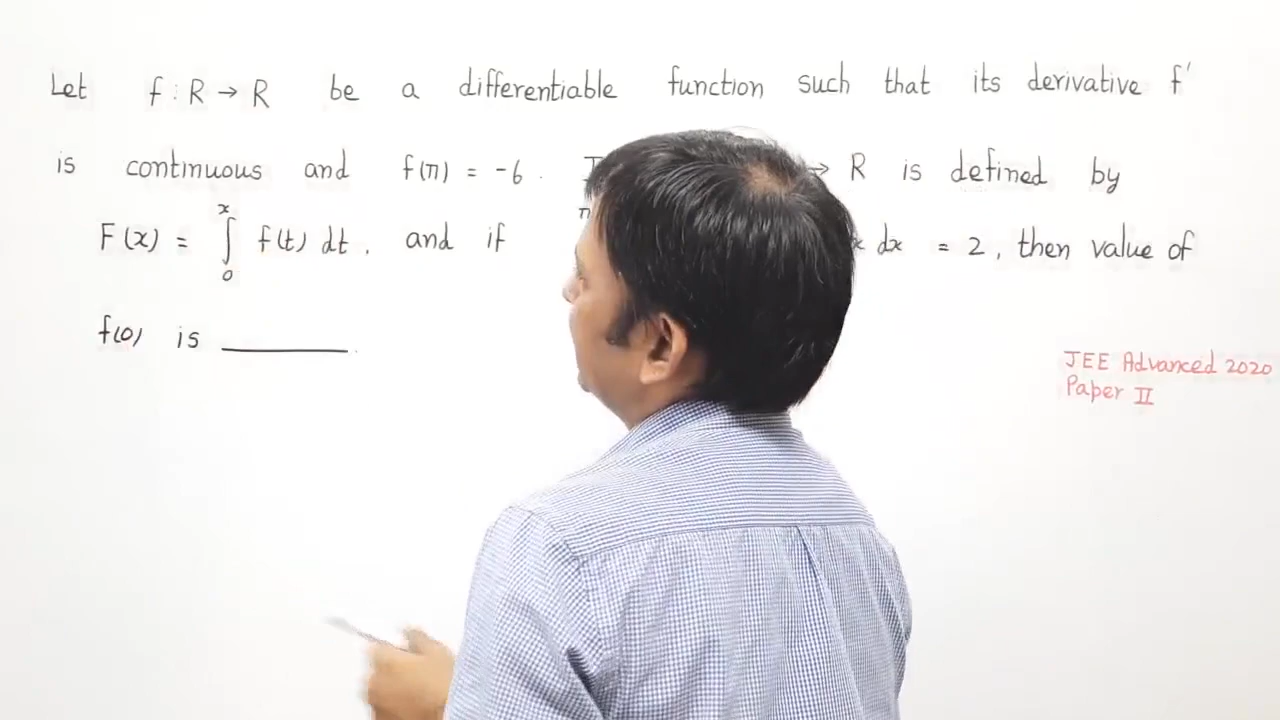 Let f : R → R be a differentiable function such that its derivative f'
is continuous and f(π) = -6. → R is defined by
F(x) = ∫₀ˣ f(t) dt, and if π x dx = 2, then value of
f(0) is ________.
JEE Advanced 2020
Paper II